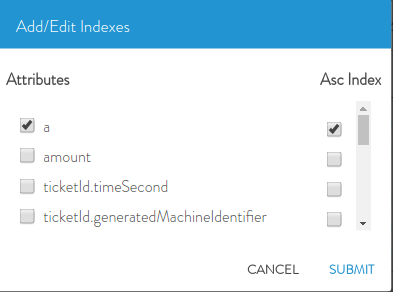 Add/Edit Indexes
Attributes Asc Index
a
amount
ticketId.timeSecond
ticketId.generatedMachineIdentifier
CANCEL SUBMIT